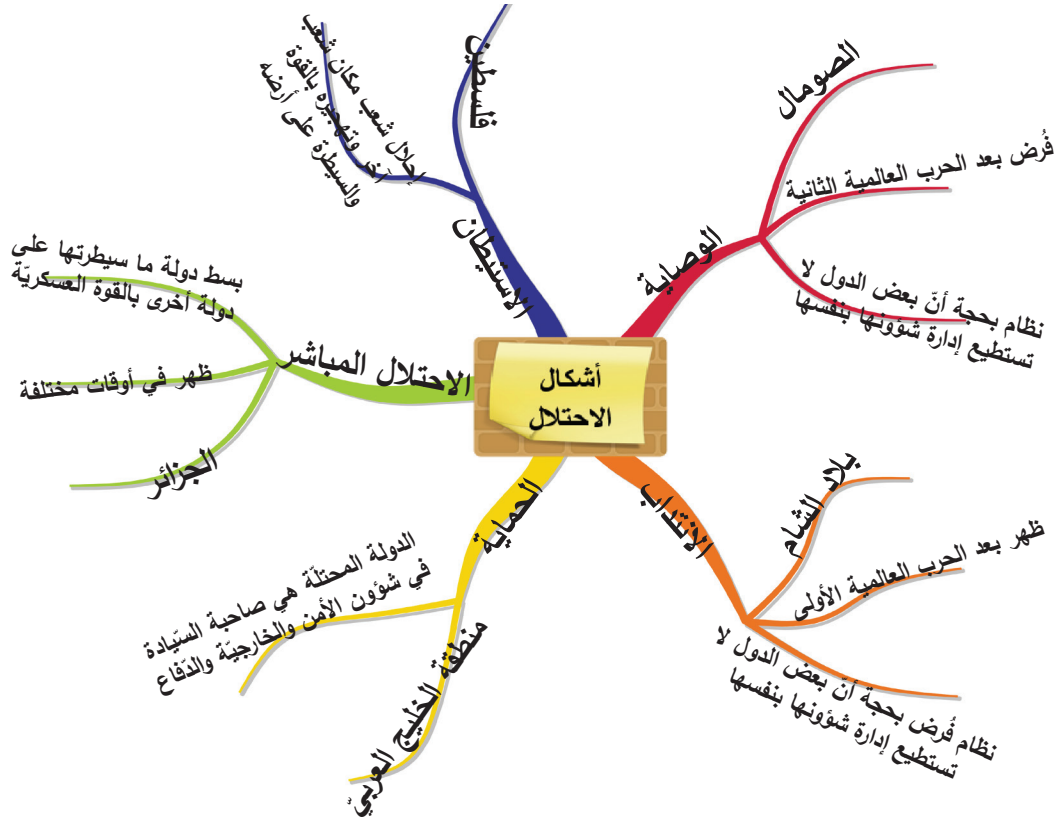 أشكال
الاحتلال
الوصاية
الصومال
فُرض بعد الحرب العالمية الثانية
نظام بحجة أنّ بعض الدول لا
تستطيع إدارة شؤونها بنفسها
الانتداب
بلاد الشام
ظهر بعد الحرب العالمية الأولى
نظام فُرض بحجة أنّ بعض الدول لا
تستطيع إدارة شؤونها بنفسها
الحماية
الدولة المحتلّة هي صاحبة السّيادة
في شؤون الأمن والخارجيّة والدّفاع
منطقة الخليج العربيّ
الاحتلال المباشر
بسط دولة ما سيطرتها على
دولة أخرى بالقوة العسكريّة
ظهر في أوقات مختلفة
الجزائر
الاستيطان
إحلال شعب مكان شعب
آخر وتهجيره بالقوة
والسيطرة على أرضه
فلسطين